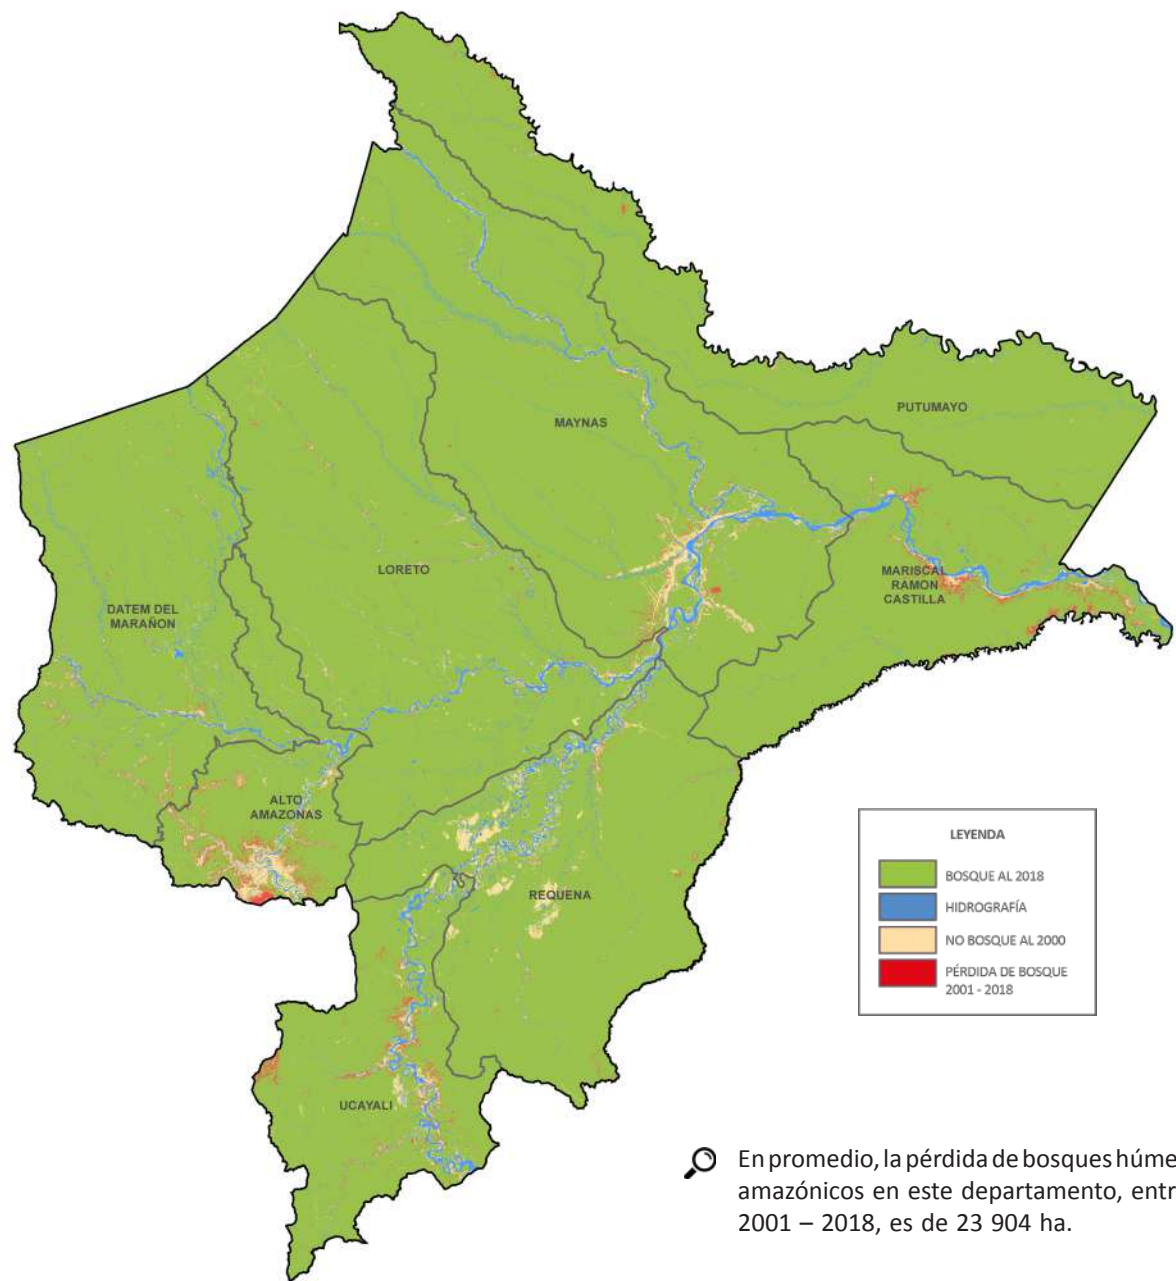 PUTUMAYO
MAYNAS
LORETO
MARISCAL
RAMON
CASTILLA
DATEM DEL
MARAÑON
ALTO
AMAZONAS
REQUENA
UCAYALI
LEYENDA
BOSQUE AL 2018
HIDROGRAFÍA
NO BOSQUE AL 2000
PÉRDIDA DE BOSQUE
2001 - 2018
En promedio, la pérdida de bosques húme
amazónicos en este departamento, entr
2001 – 2018, es de 23 904 ha.